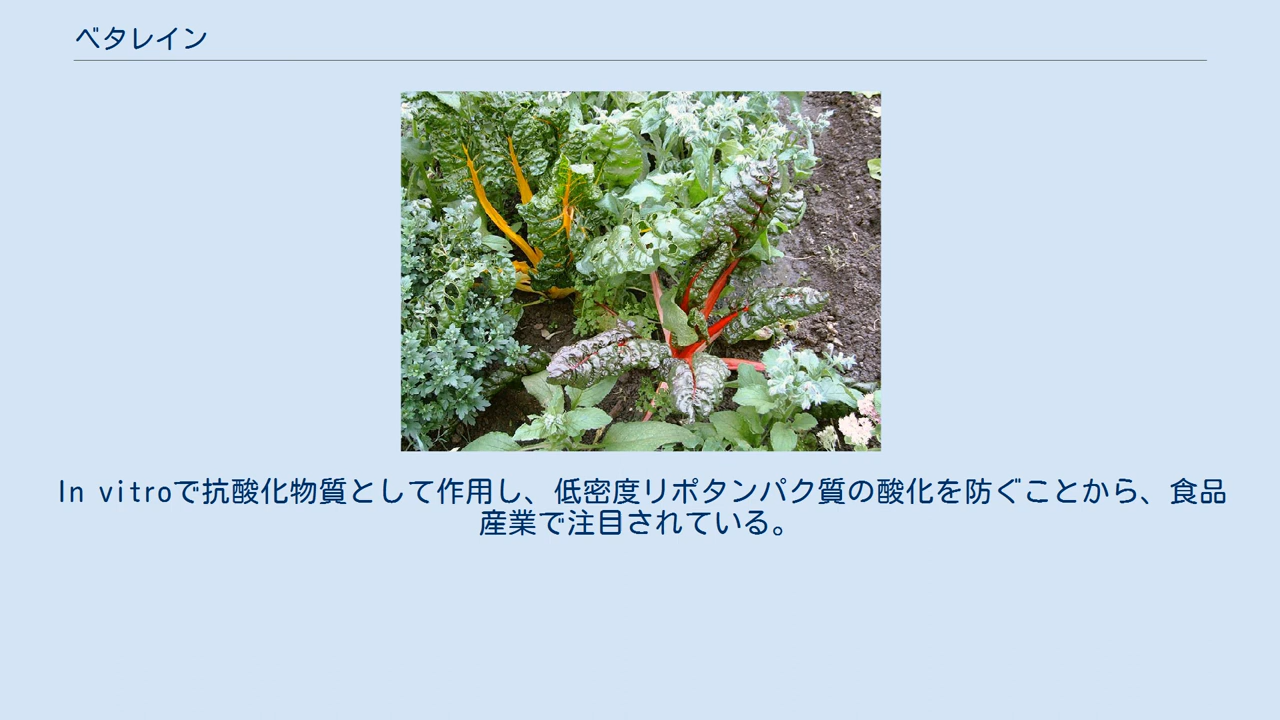 ベタレイン
In vitroで抗酸化物質として作用し、低密度リポタンパク質の酸化を防ぐことから、食品
産業で注目されている。